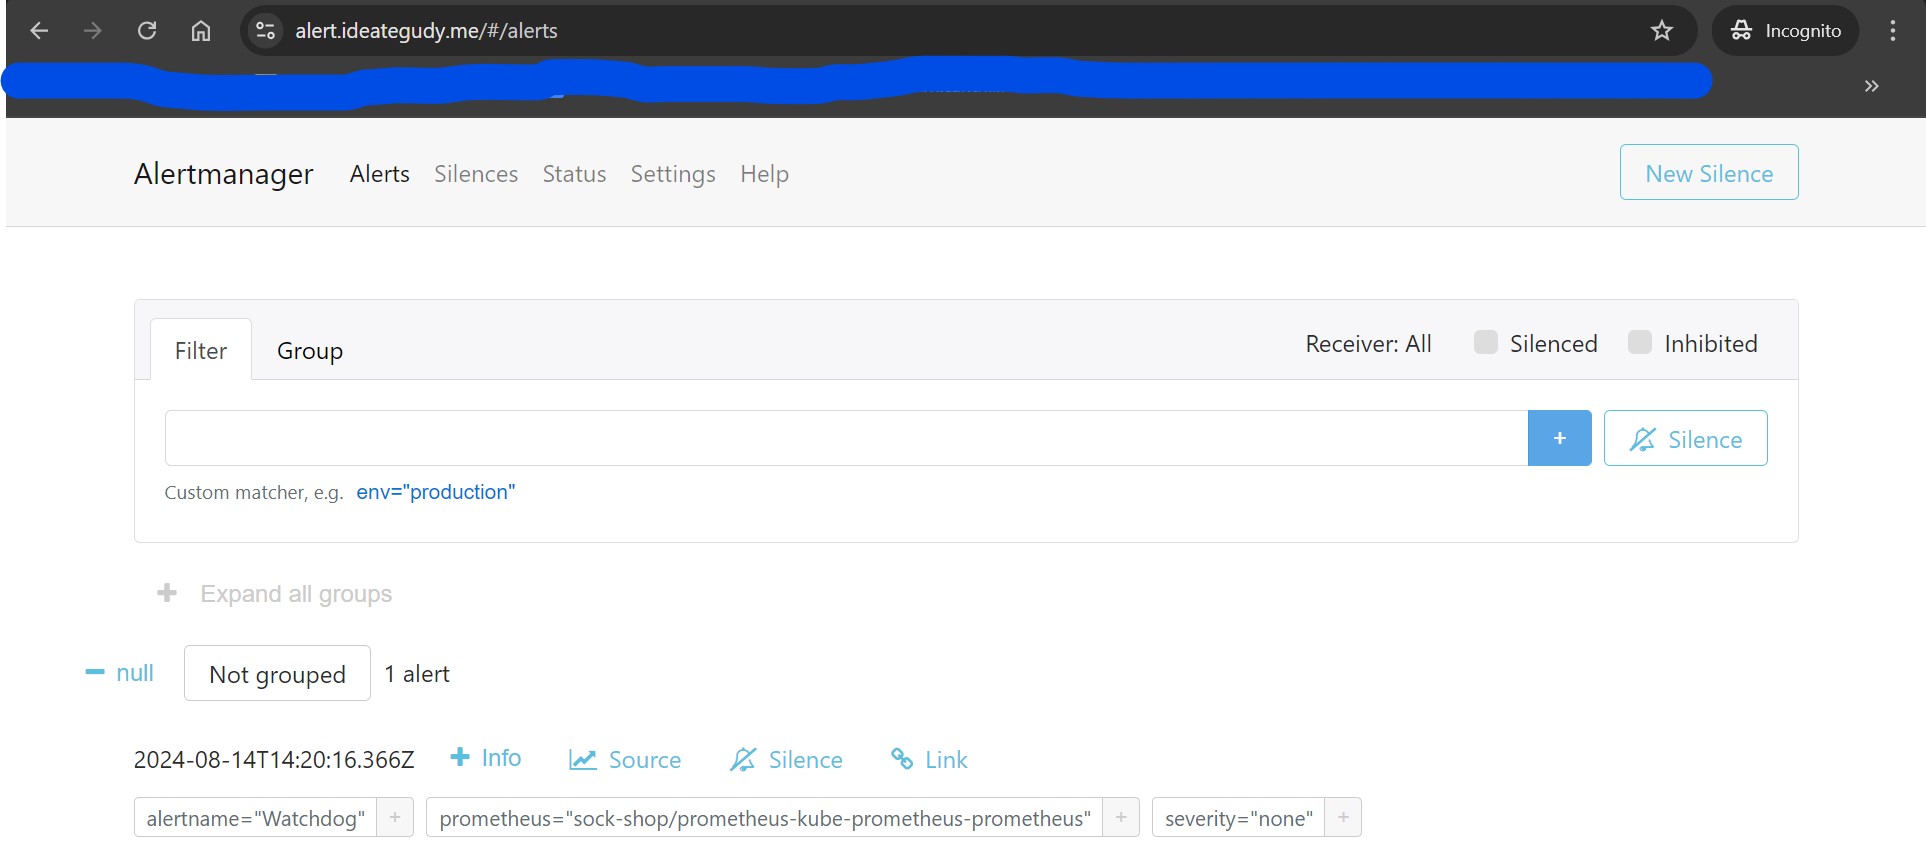 alert.ideategudy.me/#/alerts
Incognito
Alertmanager Alerts Silences Status Settings Help New Silence
Filter Group Receiver: All Silenced Inhibited
+ Silence
Custom matcher, e.g. env="production"
+ Expand all groups
− null Not grouped 1 alert
2024-08-14T14:20:16.366Z + Info Source Silence Link
alertname="Watchdog" + prometheus="sock-shop/prometheus-kube-prometheus-prometheus" + severity="none" +